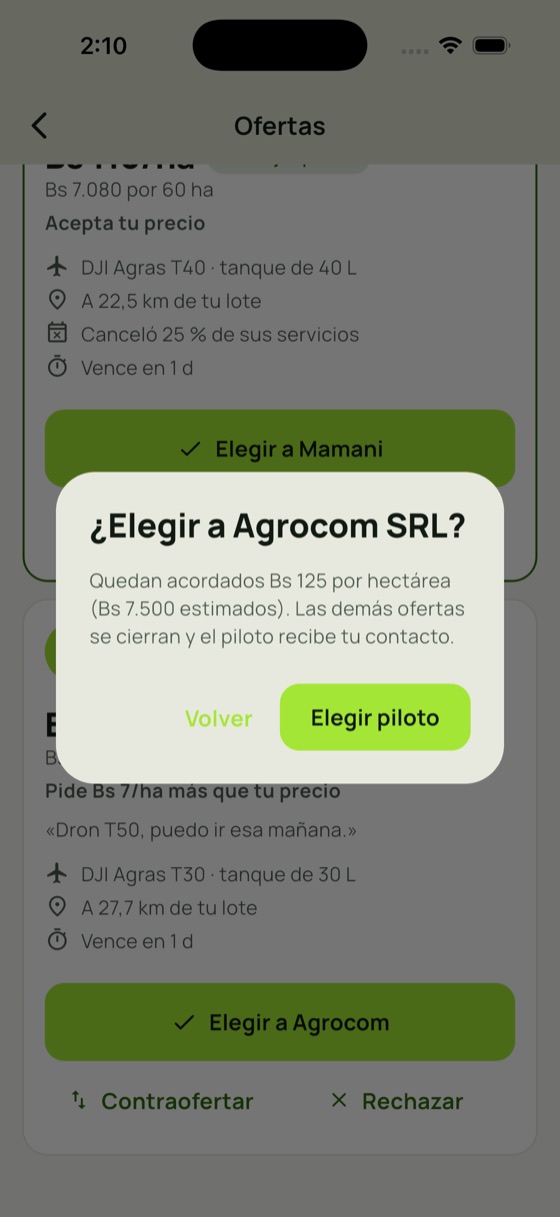 2:10
Ofertas
Bs 7.080 por 60 ha
Acepta tu precio
DJI Agras T40 · tanque de 40 L
A 22,5 km de tu lote
Canceló 25 % de sus servicios
Vence en 1 d
Elegir a Mamani
¿Elegir a Agrocom SRL?
Quedan acordados Bs 125 por hectárea
(Bs 7.500 estimados). Las demás ofertas
se cierran y el piloto recibe tu contacto.
Volver
Elegir piloto
Pide Bs 7/ha más que tu precio
«Dron T50, puedo ir esa mañana.»
DJI Agras T30 · tanque de 30 L
A 27,7 km de tu lote
Vence en 1 d
Elegir a Agrocom
Contraofertar
Rechazar